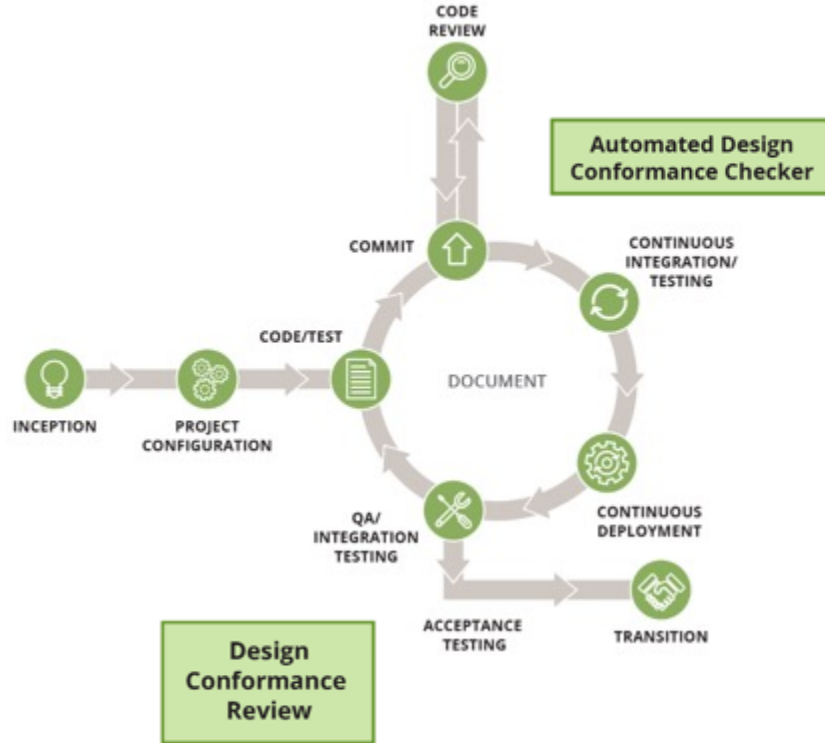 CODE
REVIEW
Automated Design
Conformance Checker
COMMIT
CONTINUOUS
INTEGRATION/
TESTING
CODE/TEST
DOCUMENT
INCEPTION
PROJECT
CONFIGURATION
QA/
INTEGRATION
TESTING
CONTINUOUS
DEPLOYMENT
ACCEPTANCE
TESTING
TRANSITION
Design
Conformance
Review